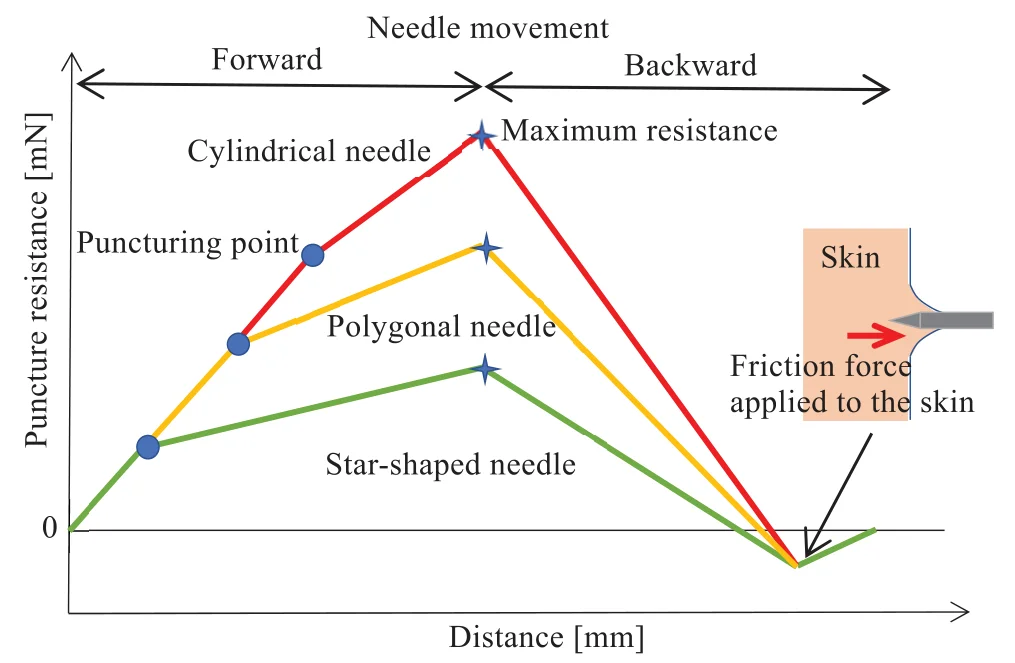 Needle movement
Forward
Backward
Maximum resistance
Cylindrical needle
Puncturing point
Puncture resistance [mN]
Skin
Polygonal needle
Friction force
applied to the skin
Star-shaped needle
0
Distance [mm]